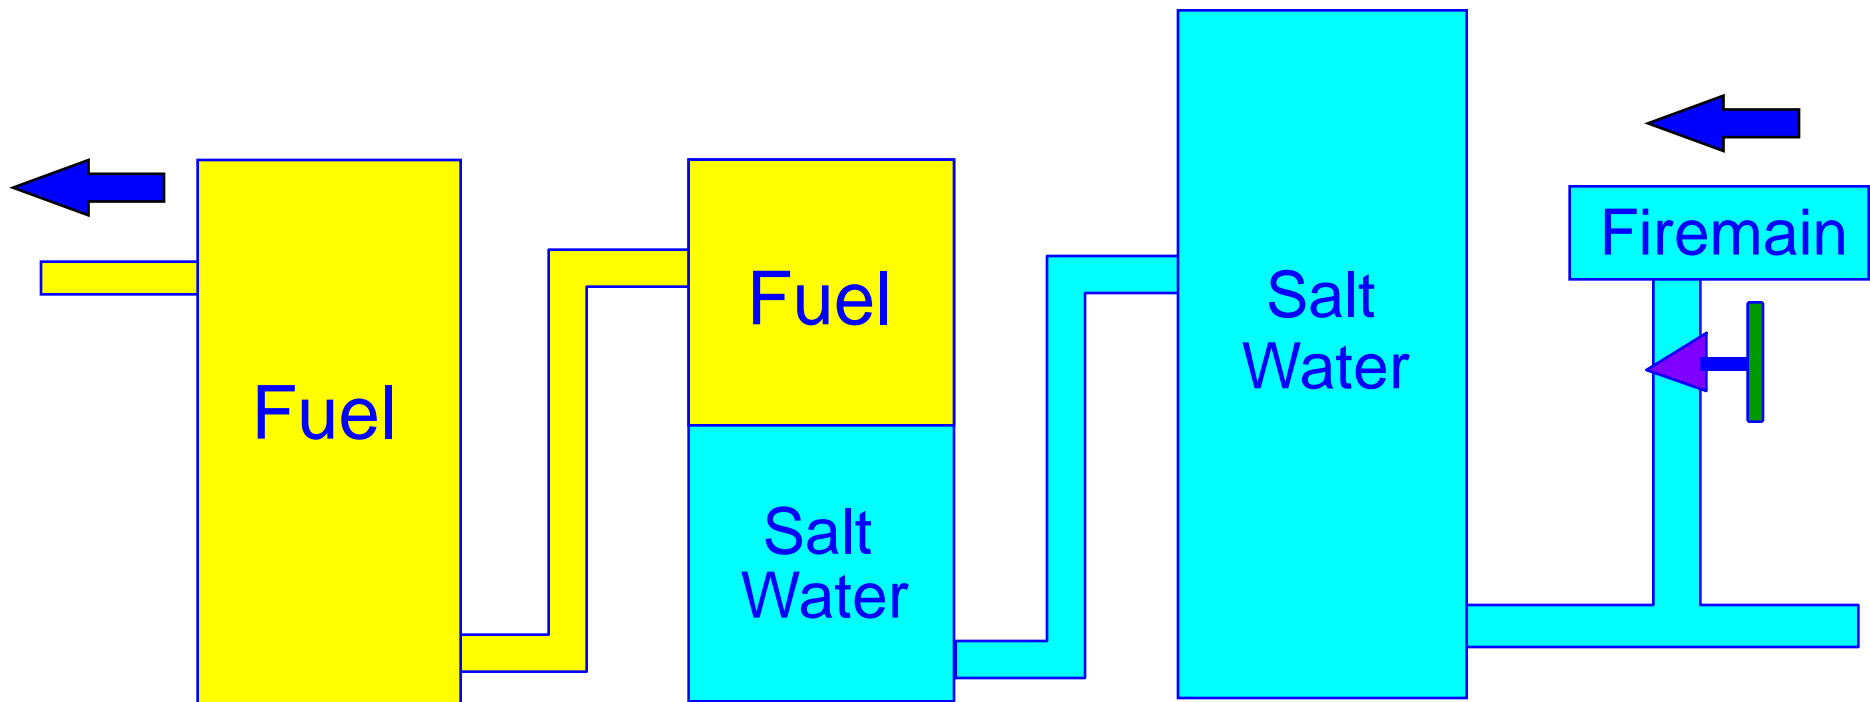 Fuel
Fuel
Salt
Water
Salt
Water
Firemain